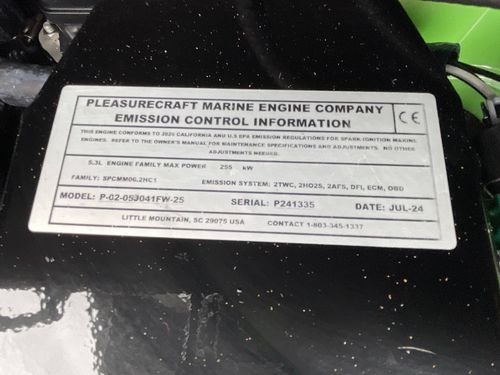 PLEASURECRAFT MARINE ENGINE COMPANY
EMISSION CONTROL INFORMATION
CE
THIS ENGINE CONFORMS TO 2025 CALIFORNIA AND U.S EPA EMISSION REGULATIONS FOR SPARK IGNITION MARINE
ENGINES. REFER TO THE OWNER'S MANUAL FOR MAINTENANCE SPECIFICATIONS AND ADJUSTMENTS. NO OTHER
ADJUSTMENTS NEEDED.
5.3L ENGINE FAMILY MAX POWER 255 kW
FAMILY: SPCMM06.2HC1 EMISSION SYSTEM: 2TWC, 2HO2S, 2AFS, DFI, ECM, OBD
MODEL: P-02-05J041FW-25 SERIAL: P241335 DATE: JUL-24
LITTLE MOUNTAIN, SC 29075 USA CONTACT 1-803-345-1337